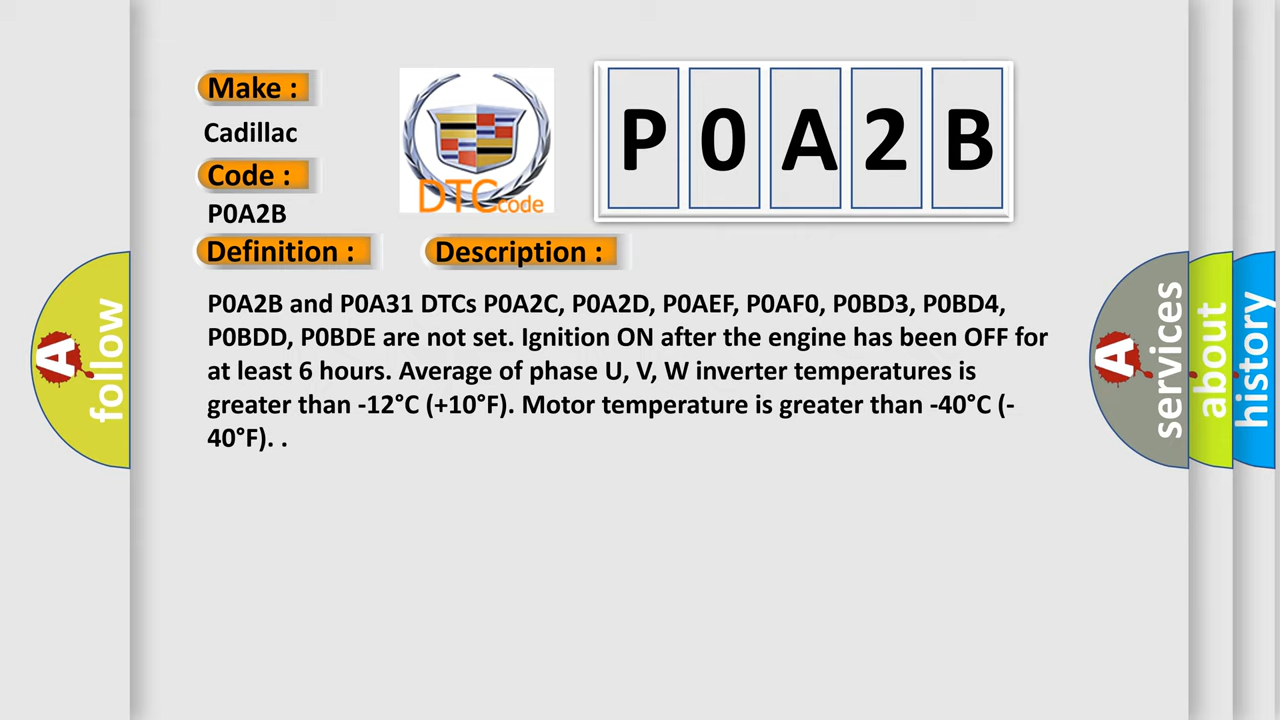 Make :
Cadillac
Code :
P0A2B
Definition :
Description :
DTC code
P 0 A 2 B
P0A2B and P0A31 DTCs P0A2C, P0A2D, P0AEF, P0AF0, P0BD3, P0BD4,
P0BDD, P0BDE are not set. Ignition ON after the engine has been OFF for
at least 6 hours. Average of phase U, V, W inverter temperatures is
greater than -12°C (+10°F). Motor temperature is greater than -40°C (-
40°F). .
A follow
A services
about
history